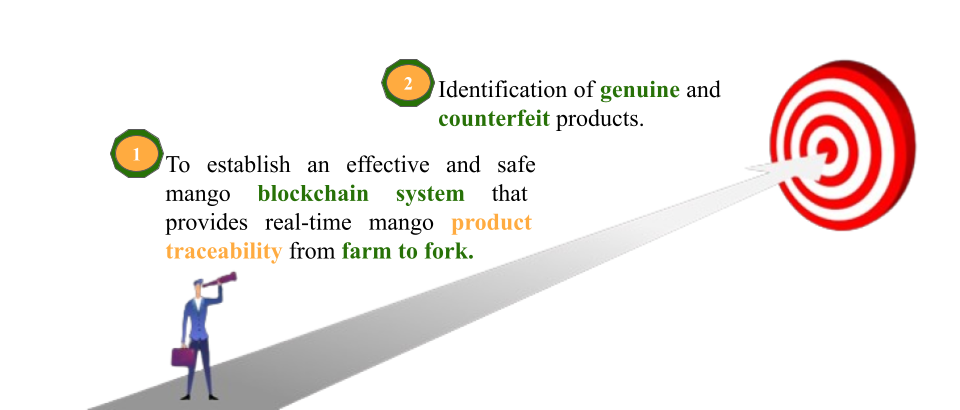 1
To establish an effective and safe
mango blockchain system that
provides real-time mango product
traceability from farm to fork.
2
Identification of genuine and
counterfeit products.